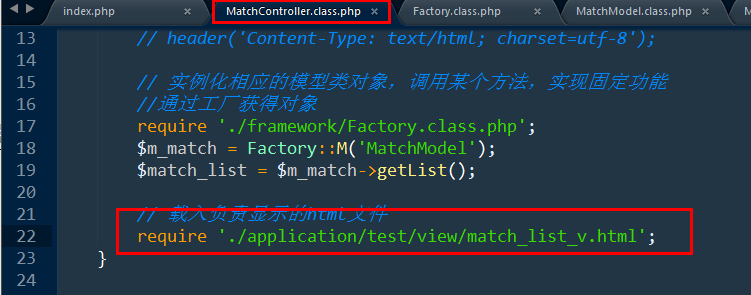 index.php × MatchController.class.php × Factory.class.php × MatchModel.class.php ×
13 // header('Content-Type: text/html; charset=utf-8');
14
15 // 实例化相应的模型类对象，调用某个方法，实现固定功能
16 //通过工厂获得对象
17 require './framework/Factory.class.php';
18 $m_match = Factory::M('MatchModel');
19 $match_list = $m_match->getList();
20
21 // 载入负责显示的html文件
22 require './application/test/view/match_list_v.html';
23 }
24